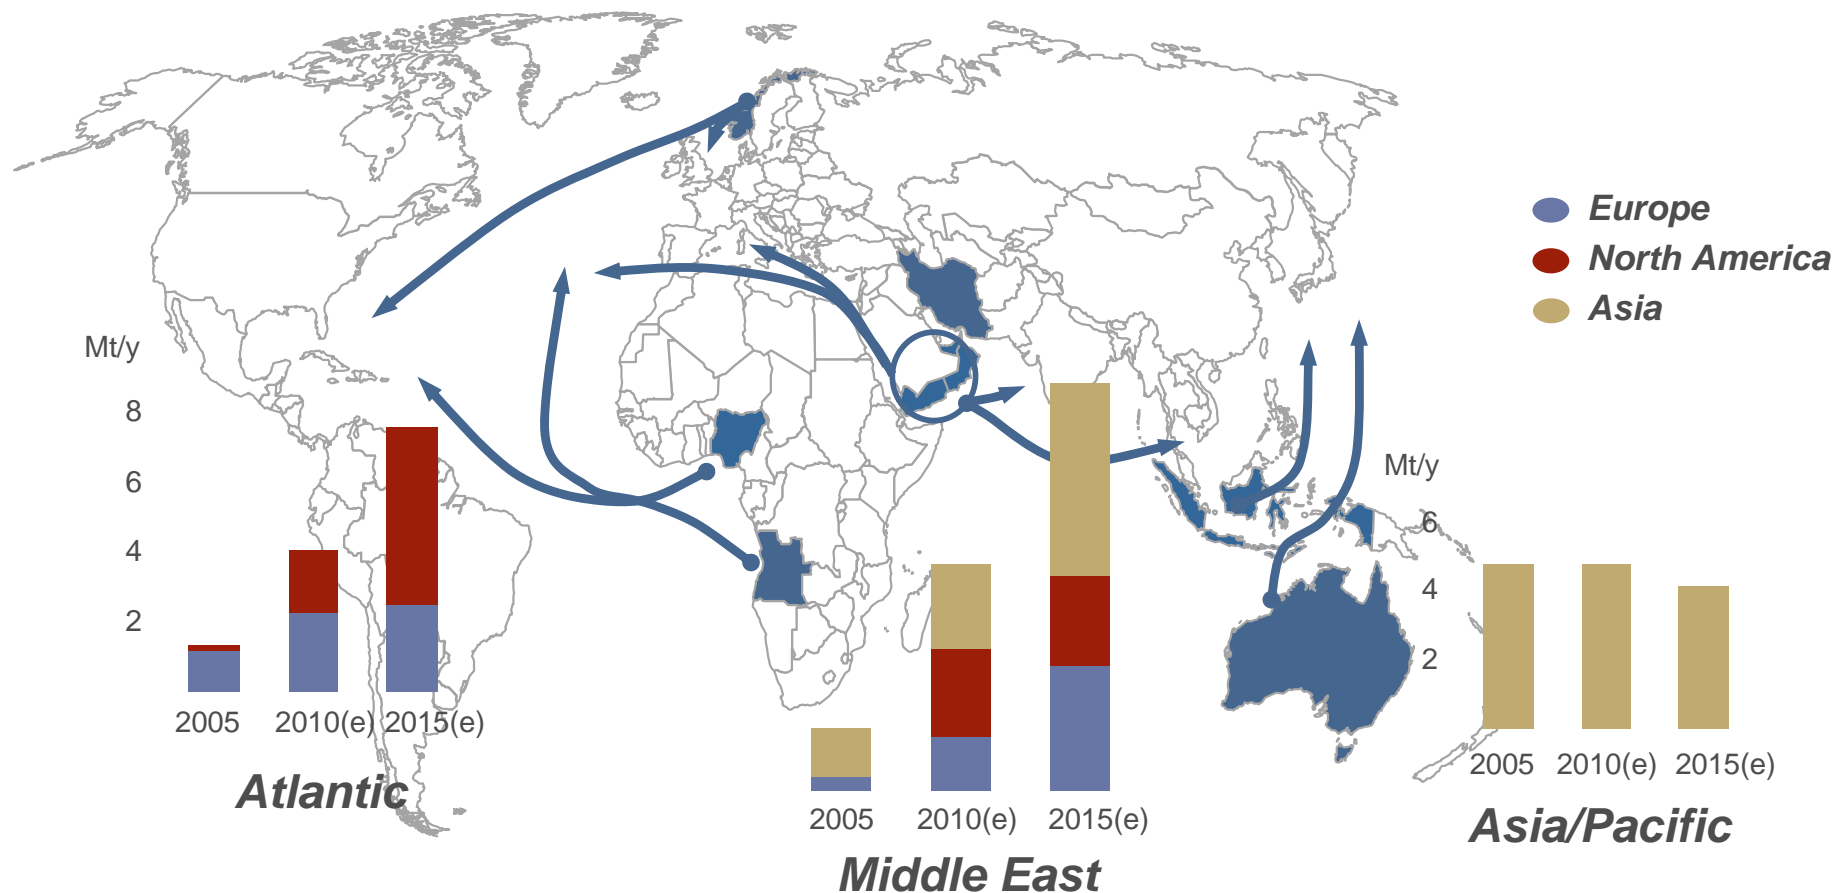 Europe
North America
Asia
Mt/y
8
6
4
2
2005 2010(e) 2015(e)
Atlantic
2005 2010(e) 2015(e)
Middle East
Mt/y
6
4
2
2005 2010(e) 2015(e)
Asia/Pacific